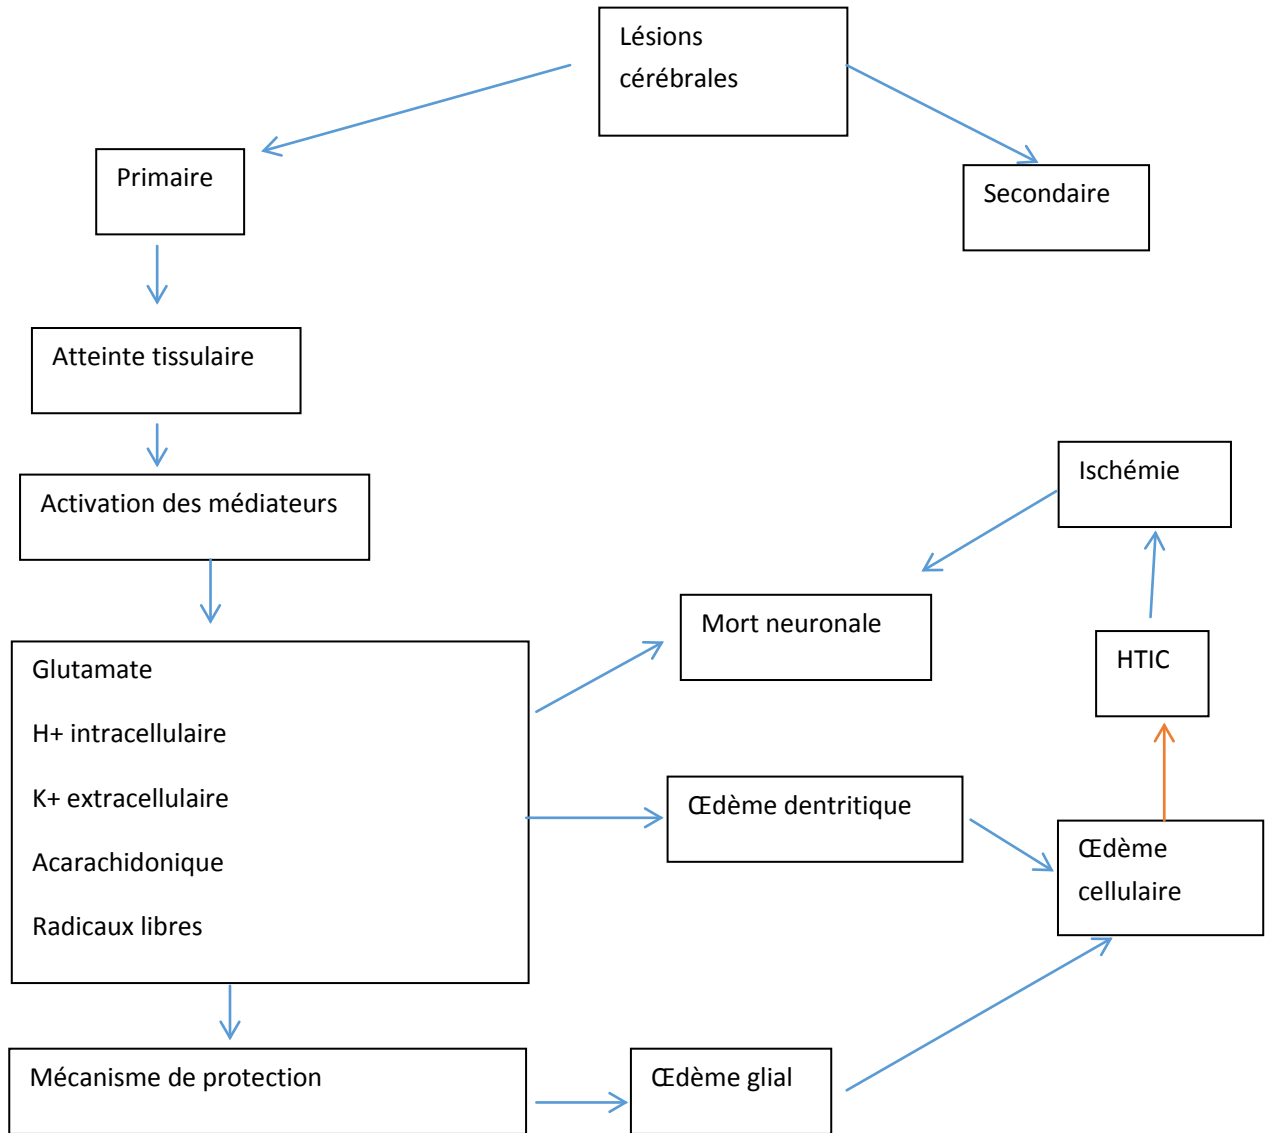 Lésions
cérébrales
Primaire
Secondaire
Atteinte tissulaire
Activation des médiateurs
Ischémie
Mort neuronale
HTIC
Glutamate
H+ intracellulaire
K+ extracellulaire
Acarachidonique
Radicaux libres
Œdème dentritique
Œdème
cellulaire
Mécanisme de protection
Œdème glial